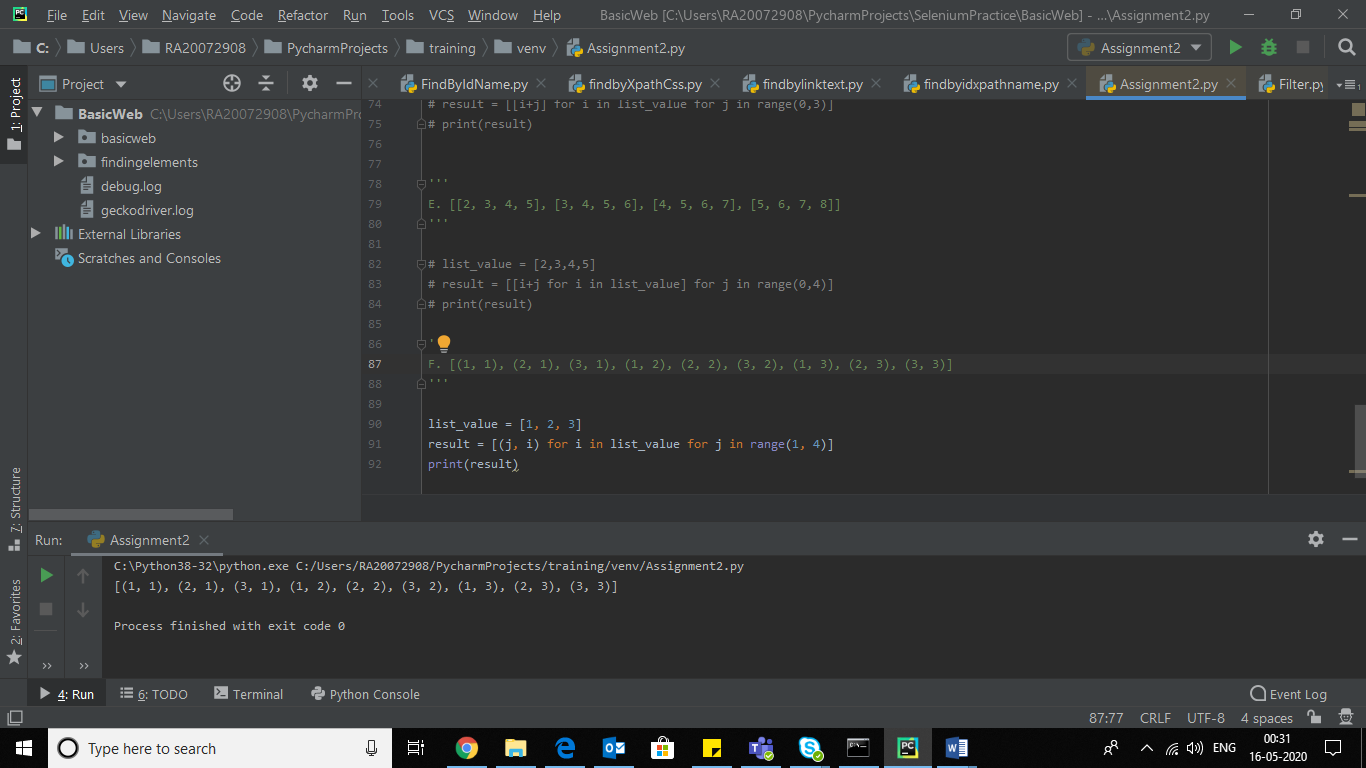 File Edit View Navigate Code Refactor Run Tools VCS Window Help BasicWeb [C:\Users\RA20072908\PycharmProjects\SeleniumPractice\BasicWeb] - ...\Assignment2.py
C: Users RA20072908 PycharmProjects training venv Assignment2.py Assignment2
1: Project
Project
FindByIdName.py findbyXpathCss.py findbylinktext.py findbyidxpathname.py Assignment2.py Filter.py
BasicWeb C:\Users\RA20072908\PycharmPr
basicweb
findingelements
debug.log
geckodriver.log
External Libraries
Scratches and Consoles
74 # result = [[i+j] for i in list_value for j in range(0,3)]
75 # print(result)
76
77
78 '''
79 E. [[2, 3, 4, 5], [3, 4, 5, 6], [4, 5, 6, 7], [5, 6, 7, 8]]
80 '''
81
82 # list_value = [2,3,4,5]
83 # result = [[i+j for i in list_value] for j in range(0,4)]
84 # print(result)
85
86 '
87 F. [(1, 1), (2, 1), (3, 1), (1, 2), (2, 2), (3, 2), (1, 3), (2, 3), (3, 3)]
88 '''
89
90 list_value = [1, 2, 3]
91 result = [(j, i) for i in list_value for j in range(1, 4)]
92 print(result)
7: Structure
2: Favorites
Run: Assignment2
C:\Python38-32\python.exe C:/Users/RA20072908/PycharmProjects/training/venv/Assignment2.py
[(1, 1), (2, 1), (3, 1), (1, 2), (2, 2), (3, 2), (1, 3), (2, 3), (3, 3)]
Process finished with exit code 0
4: Run 6: TODO Terminal Python Console Event Log
87:77 CRLF UTF-8 4 spaces
Type here to search
ENG
00:31
16-05-2020